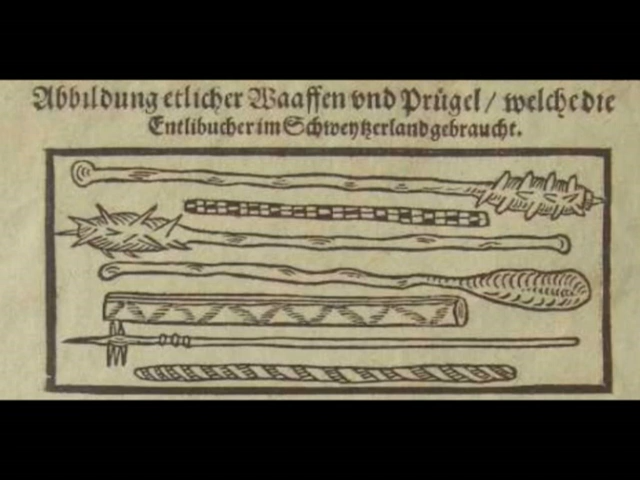 Abbildung etlicher Waaffen vnd Prügel / welche die
Entlibucher im Schweytzerland gebraucht.